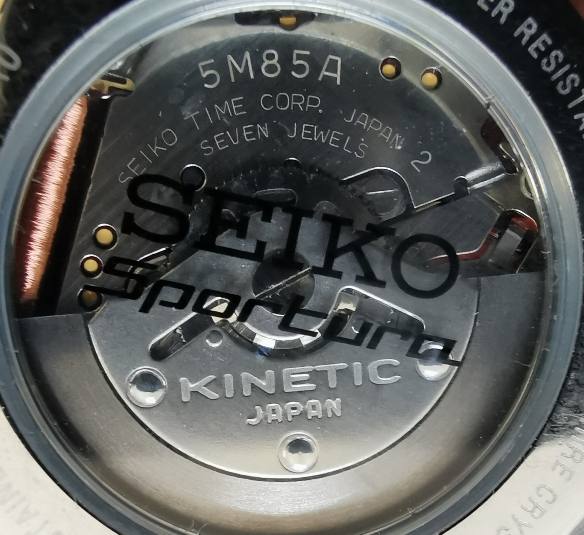 5M85A
SEIKO TIME CORP. JAPAN 2
SEVEN JEWELS
SEIKO
Sportura
KINETIC
JAPAN